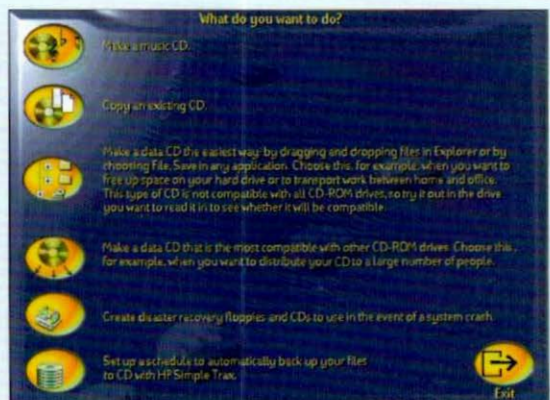 What do you want to do?
Make a music CD.
Copy an existing CD.
Make a data CD the easiest way: by dragging and dropping files in Explorer or by
choosing File, Save in any application. Choose this, for example, when you want to
free up space on your hard drive or to transport work between home and office.
This type of CD is not compatible with all CD-ROM drives, so try it out in the drive
you want to read it in to see whether it will be compatible.
Make a data CD that is the most compatible with other CD-ROM drives. Choose this,
for example, when you want to distribute your CD to a large number of people.
Create disaster recovery floppies and CDs to use in the event of a system crash.
Set up a schedule to automatically back up your files
to CD with HP Simple Trax.
Exit